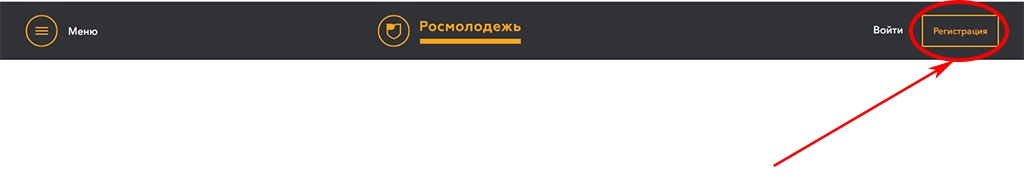 Меню
Росмолодежь
Войти
Регистрация